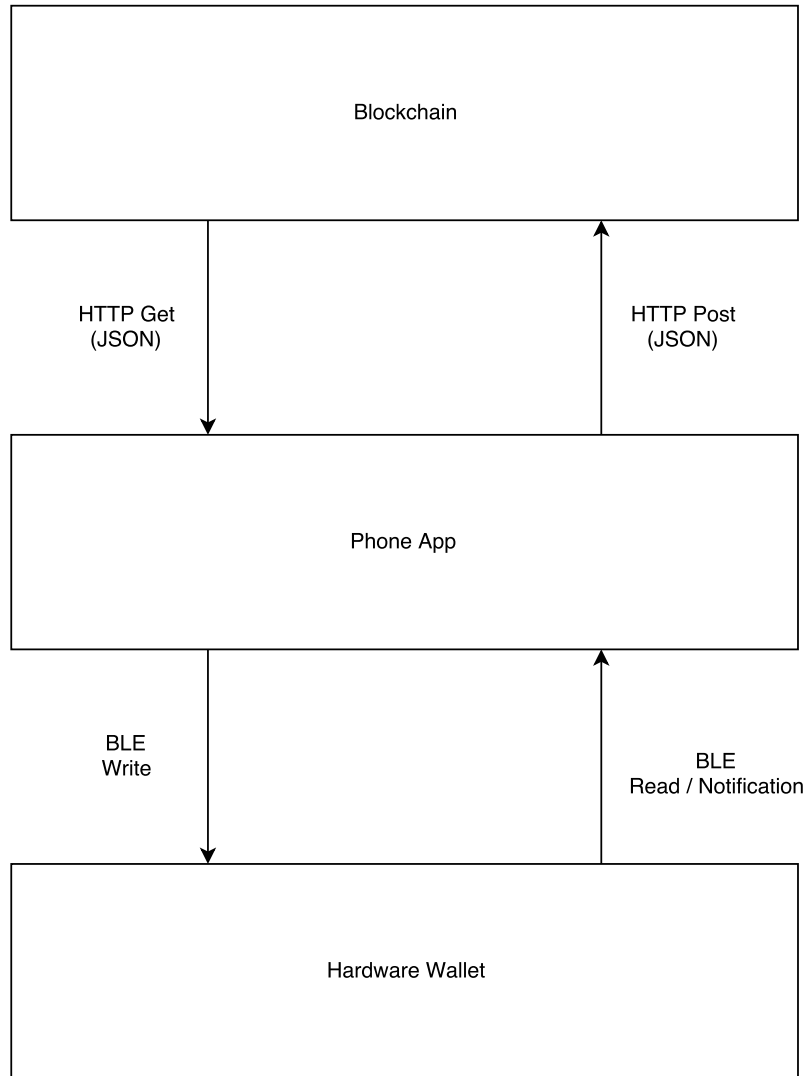 Blockchain
HTTP Get
(JSON)
HTTP Post
(JSON)
Phone App
BLE
Write
BLE
Read / Notification
Hardware Wallet